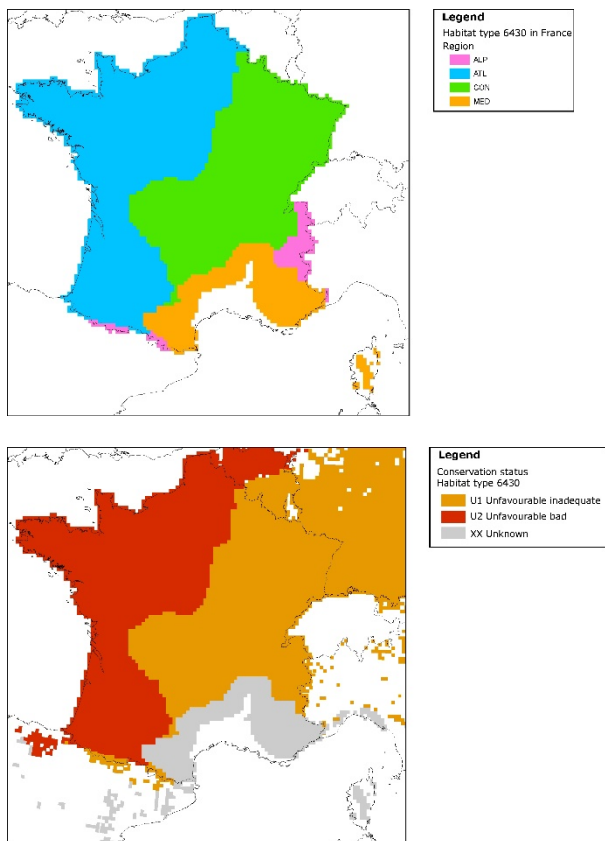 Legend
Habitat type 6430 in France
Region
ALP
ATL
CON
MED
Legend
Conservation status
Habitat type 6430
U1 Unfavourable inadequate
U2 Unfavourable bad
XX Unknown